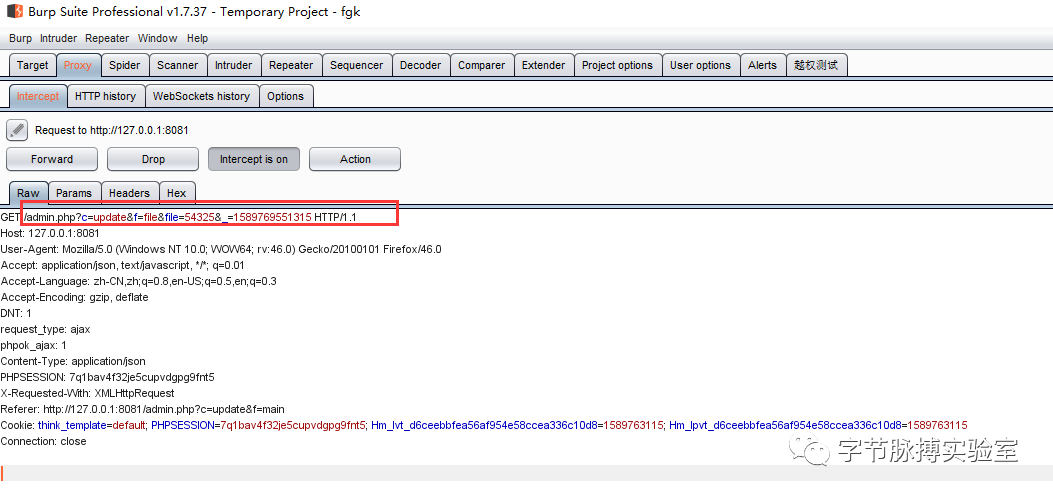 Burp Suite Professional v1.7.37 - Temporary Project - fgk
Burp Intruder Repeater Window Help
Target Proxy Spider Scanner Intruder Repeater Sequencer Decoder Comparer Extender Project options User options Alerts 越权测试
Intercept HTTP history WebSockets history Options
Request to http://127.0.0.1:8081
Forward Drop Intercept is on Action
Raw Params Headers Hex
GET /admin.php?c=update&f=file&file=54325&_=1589769551315 HTTP/1.1
Host: 127.0.0.1:8081
User-Agent: Mozilla/5.0 (Windows NT 10.0; WOW64; rv:46.0) Gecko/20100101 Firefox/46.0
Accept: application/json, text/javascript, */*; q=0.01
Accept-Language: zh-CN,zh;q=0.8,en-US;q=0.5,en;q=0.3
Accept-Encoding: gzip, deflate
DNT: 1
request_type: ajax
phpok_ajax: 1
Content-Type: application/json
PHPSESSION: 7q1bav4f32je5cupvdgpg9fnt5
X-Requested-With: XMLHttpRequest
Referer: http://127.0.0.1:8081/admin.php?c=update&f=main
Cookie: think_template=default; PHPSESSION=7q1bav4f32je5cupvdgpg9fnt5; Hm_lvt_d6ceebbfea56af954e58ccea336c10d8=1589763115; Hm_lpvt_d6ceebbfea56af954e58ccea336c10d8=1589763115
Connection: close
字节脉搏实验室